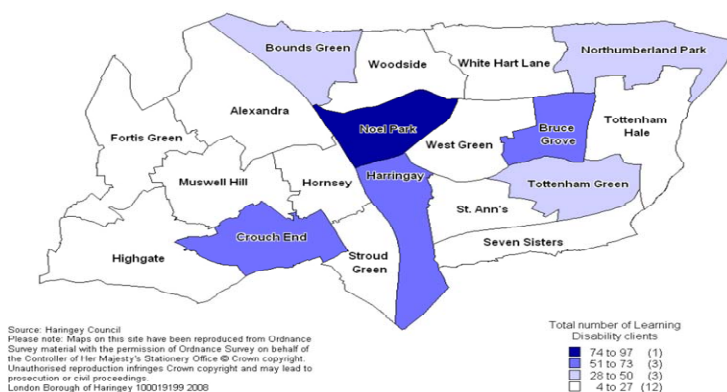 Bounds Green
Woodside
White Hart Lane
Northumberland Park
Alexandra
Fortis Green
Noel Park
Bruce
Grove
Tottenham
Hale
West Green
Muswell Hill
Hornsey
Harringay
Tottenham Green
St. Ann's
Crouch End
Seven Sisters
Highgate
Stroud
Green
Source: Haringey Council
Please note: Maps on this site have been reproduced from Ordnance
Survey material with the permission of Ordnance Survey on behalf of
the Controller of Her Majesty's Stationery Office © Crown copyright.
Unauthorised reproduction infringes Crown copyright and may lead to
prosecution or civil proceedings.
London Borough of Haringey 100019199 2008
Total number of Learning
Disability clients
74 to 97 (1)
51 to 73 (3)
28 to 50 (3)
4 to 27 (12)